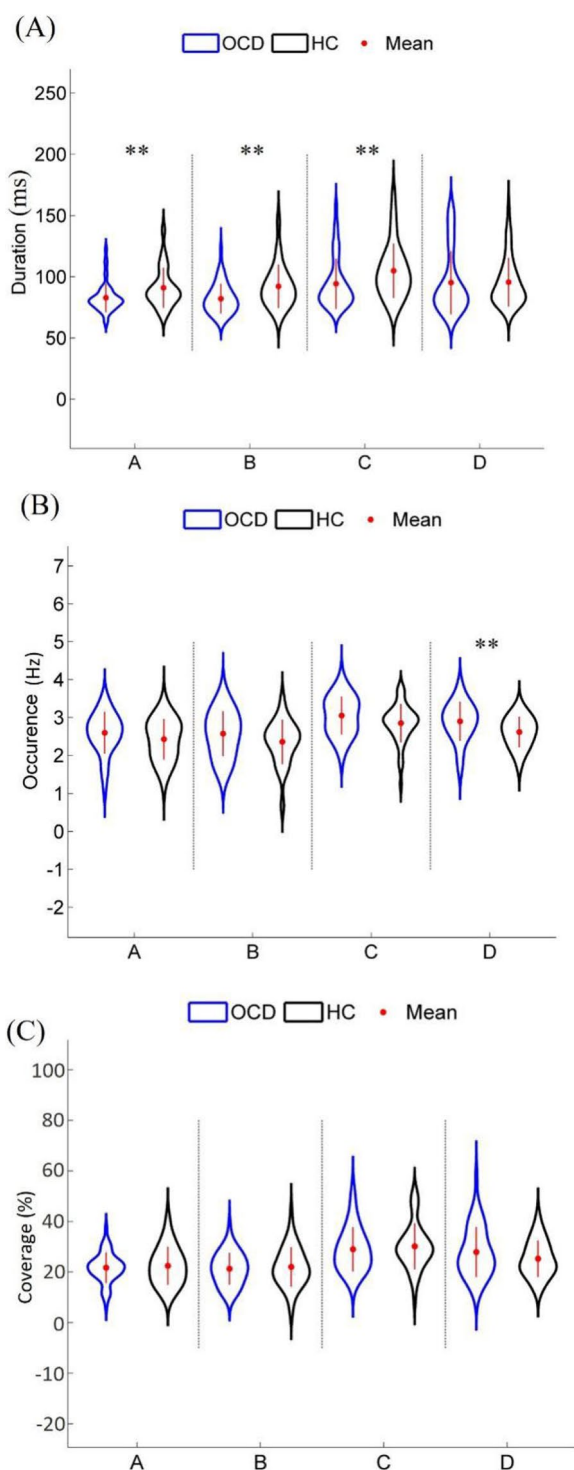 (A)
OCD HC Mean
250
200
150
100
50
0
Duration (ms)
** ** **
A B C D
(B)
OCD HC Mean
7
6
5
4
3
2
1
0
-1
-2
Occurence (Hz)
**
A B C D
(C)
OCD HC Mean
100
80
60
40
20
0
-10
-20
Coverage (%)
A B C D